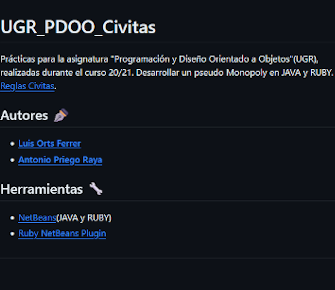 UGR_PDOO_Civitas
Prácticas para la asignatura "Programación y Diseño Orientado a Objetos"(UGR),
realizadas durante el curso 20/21. Desarrollar un pseudo Monopoly en JAVA y RUBY.
Reglas Civitas.
Autores
Luis Orts Ferrer
Antonio Priego Raya
Herramientas
NetBeans(JAVA y RUBY)
Ruby NetBeans Plugin